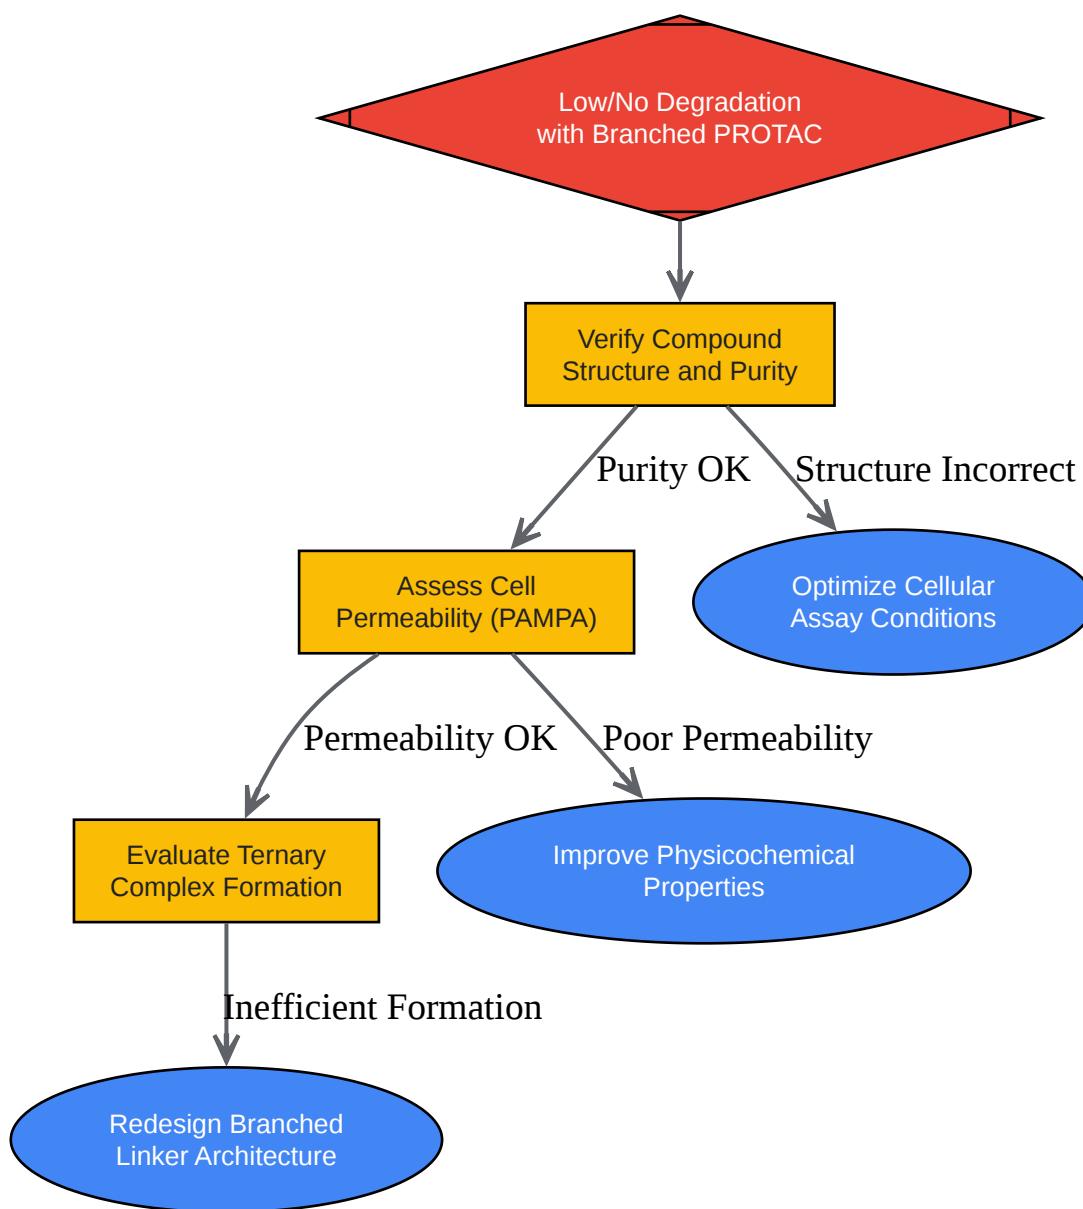 Low/No Degradation
with Branched PROTAC
Verify Compound
Structure and Purity
Purity OK
Structure Incorrect
Assess Cell
Permeability (PAMPA)
Optimize Cellular
Assay Conditions
Permeability OK
Poor Permeability
Evaluate Ternary
Complex Formation
Improve Physicochemical
Properties
Inefficient Formation
Redesign Branched
Linker Architecture